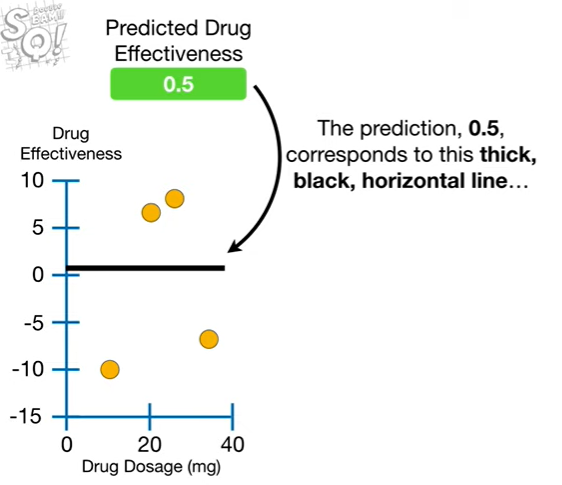 SQ!
Predicted Drug
Effectiveness
0.5
The prediction, 0.5,
corresponds to this thick,
black, horizontal line…
Drug
Effectiveness
10
5
0
-5
-10
-15
0 20 40
Drug Dosage (mg)